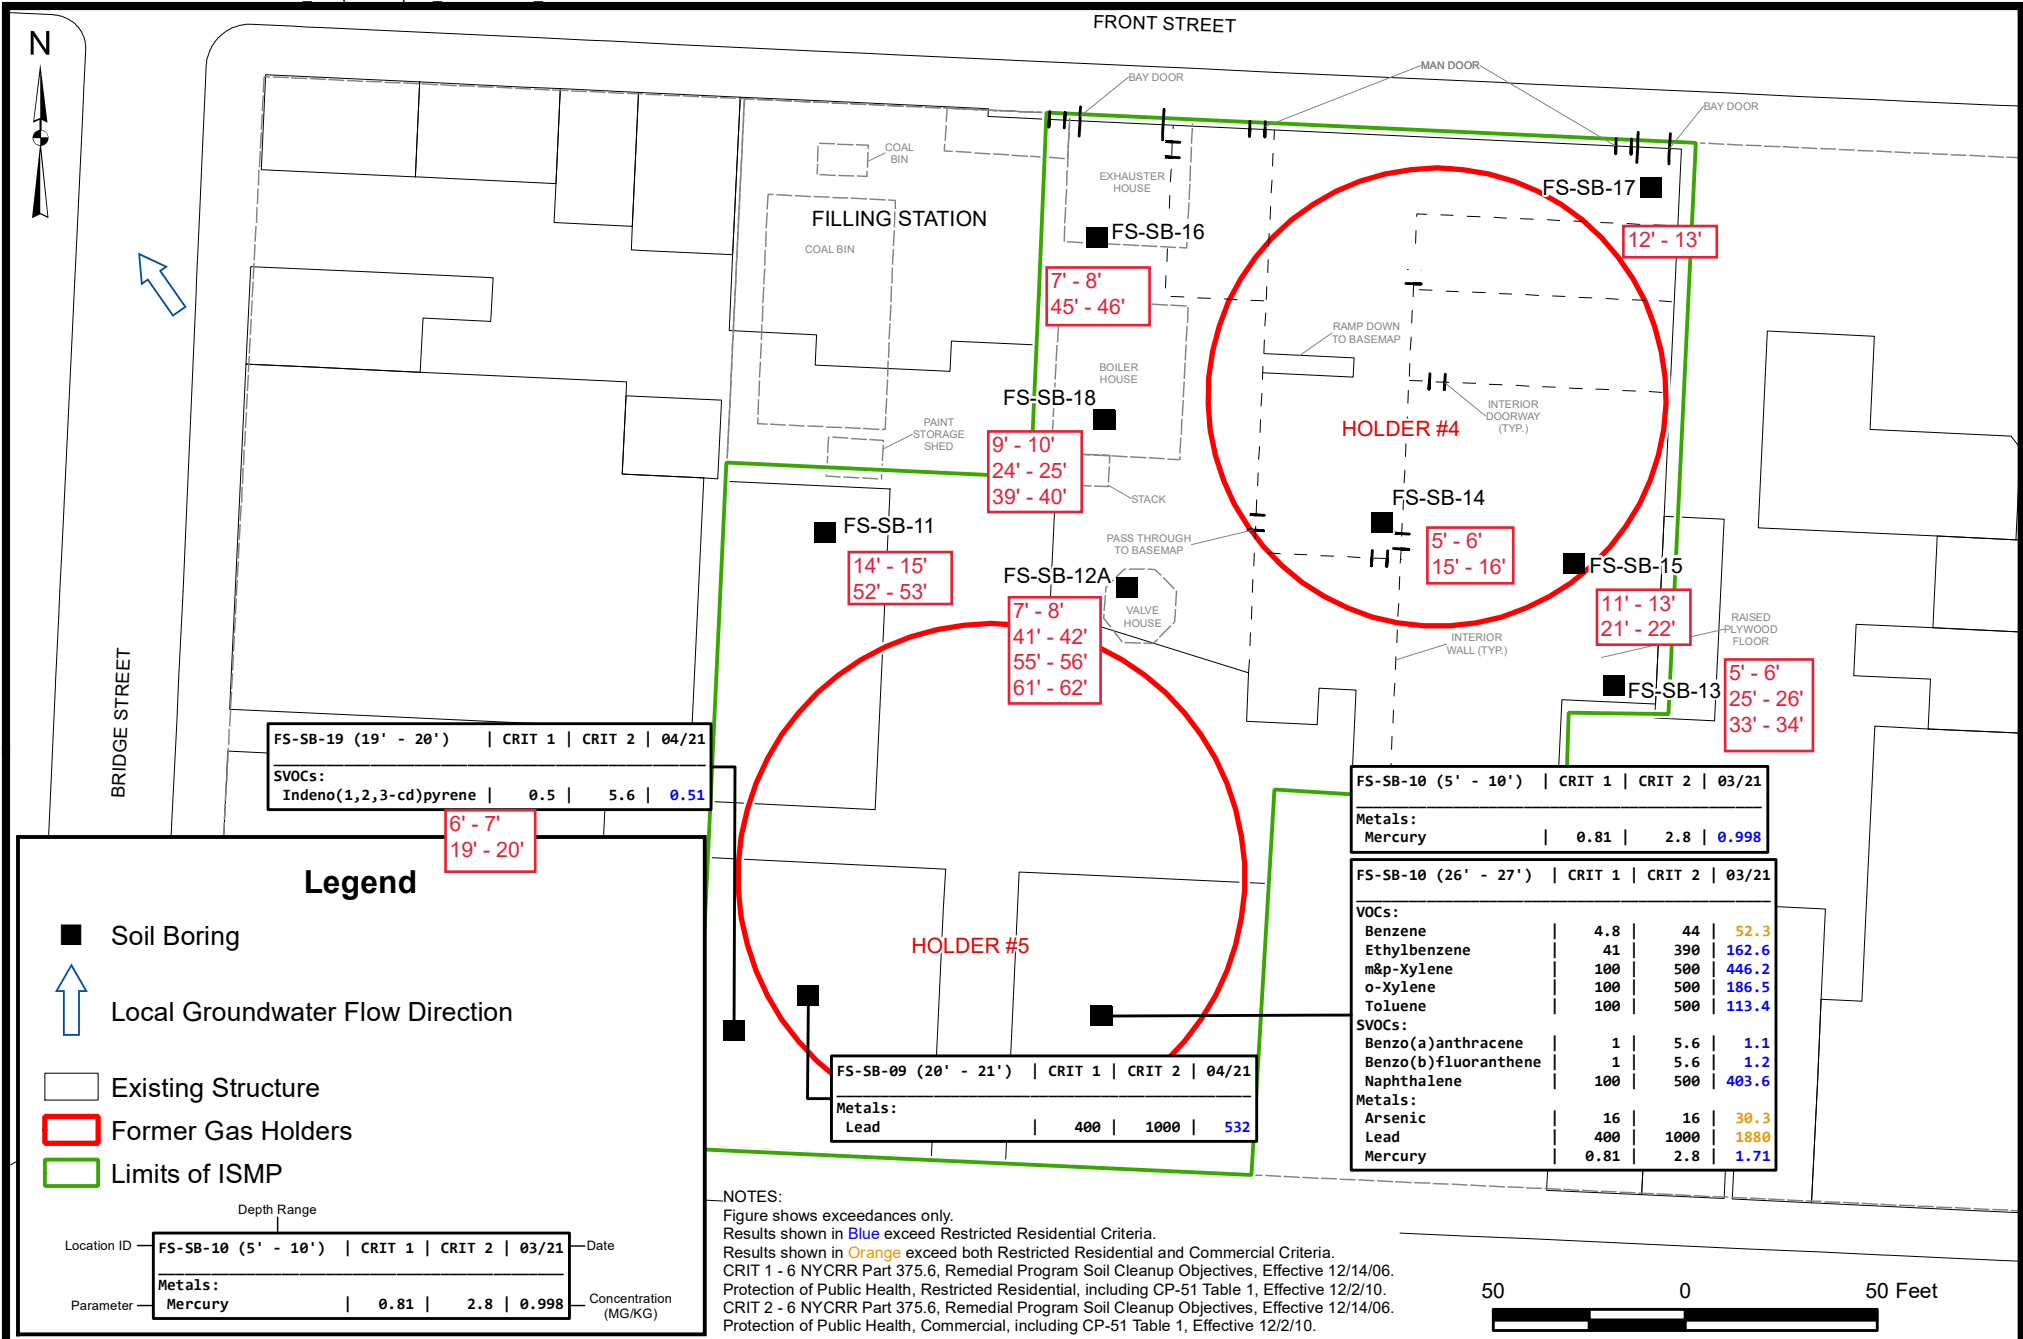 FRONT STREET
N
BAY DOOR
MAN DOOR
BAY DOOR
COAL
BIN
EXHAUSTER
HOUSE
FS-SB-17
FILLING STATION
COAL BIN
FS-SB-16
12' - 13'
7' - 8'
45' - 46'
RAMP DOWN
TO BASEMAP
BOILER
HOUSE
FS-SB-18
INTERIOR
DOORWAY
(TYP.)
HOLDER #4
PAINT
STORAGE
SHED
9' - 10'
24' - 25'
39' - 40'
STACK
FS-SB-14
FS-SB-11
PASS THROUGH
TO BASEMAP
5' - 6'
15' - 16'
14' - 15'
52' - 53'
FS-SB-15
FS-SB-12A
VALVE
HOUSE
7' - 8'
41' - 42'
55' - 56'
61' - 62'
11' - 13'
21' - 22'
RAISED
PLYWOOD
FLOOR
INTERIOR
WALL (TYP.)
FS-SB-13
5' - 6'
25' - 26'
33' - 34'
BRIDGE STREET
FS-SB-19 (19' - 20') | CRIT 1 | CRIT 2 | 04/21
SVOCs:
Indeno(1,2,3-cd)pyrene | 0.5 | 5.6 | 0.51
6' - 7'
19' - 20'
FS-SB-10 (5' - 10') | CRIT 1 | CRIT 2 | 03/21
Metals:
Mercury | 0.81 | 2.8 | 0.998
FS-SB-10 (26' - 27') | CRIT 1 | CRIT 2 | 03/21
VOCs:
Benzene | 4.8 | 44 | 52.3
Ethylbenzene | 41 | 390 | 162.6
m&p-Xylene | 100 | 500 | 446.2
o-Xylene | 100 | 500 | 186.5
Toluene | 100 | 500 | 113.4
SVOCs:
Benzo(a)anthracene | 1 | 5.6 | 1.1
Benzo(b)fluoranthene | 1 | 5.6 | 1.2
Naphthalene | 100 | 500 | 403.6
Metals:
Arsenic | 16 | 16 | 30.3
Lead | 400 | 1000 | 1880
Mercury | 0.81 | 2.8 | 1.71
HOLDER #5
FS-SB-09 (20' - 21') | CRIT 1 | CRIT 2 | 04/21
Metals:
Lead | 400 | 1000 | 532
Legend
Soil Boring
Local Groundwater Flow Direction
Existing Structure
Former Gas Holders
Limits of ISMP
Depth Range
Location ID
FS-SB-10 (5' - 10') | CRIT 1 | CRIT 2 | 03/21
Date
Metals:
Parameter
Mercury | 0.81 | 2.8 | 0.998
Concentration
(MG/KG)
NOTES:
Figure shows exceedances only.
Results shown in Blue exceed Restricted Residential Criteria.
Results shown in Orange exceed both Restricted Residential and Commercial Criteria.
CRIT 1 - 6 NYCRR Part 375.6, Remedial Program Soil Cleanup Objectives, Effective 12/14/06.
Protection of Public Health, Restricted Residential, including CP-51 Table 1, Effective 12/2/10.
CRIT 2 - 6 NYCRR Part 375.6, Remedial Program Soil Cleanup Objectives, Effective 12/14/06.
Protection of Public Health, Commercial, including CP-51 Table 1, Effective 12/2/10.
50 0 50 Feet